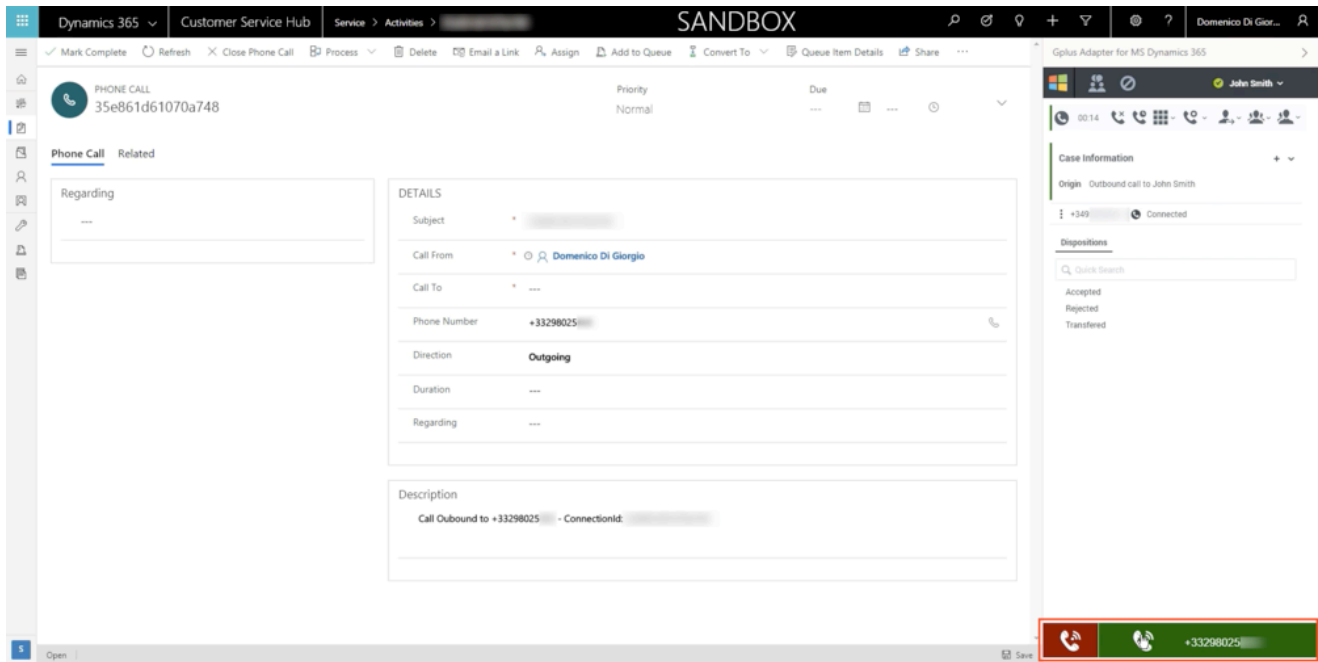 Dynamics 365 Customer Service Hub Service > Activities > SANDBOX + ? Domenico Di Gior...
Mark Complete Refresh Close Phone Call Process Delete Email a Link Assign Add to Queue Convert To Queue Item Details Share ...
Gplus Adapter for MS Dynamics 365
PHONE CALL
35e861d61070a748
Priority
Normal
Due
--- ---
John Smith
00:14
Phone Call Related
Case Information +
Origin Outbound call to John Smith
+349 Connected
Dispositions
Quick Search
Accepted
Rejected
Transfered
Regarding
---
DETAILS
Subject *
Call From * Domenico Di Giorgio
Call To * ---
Phone Number +33298025
Direction Outgoing
Duration ---
Regarding ---
Description
Call Oubound to +33298025 - ConnectionId:
+33298025
S
Open Save